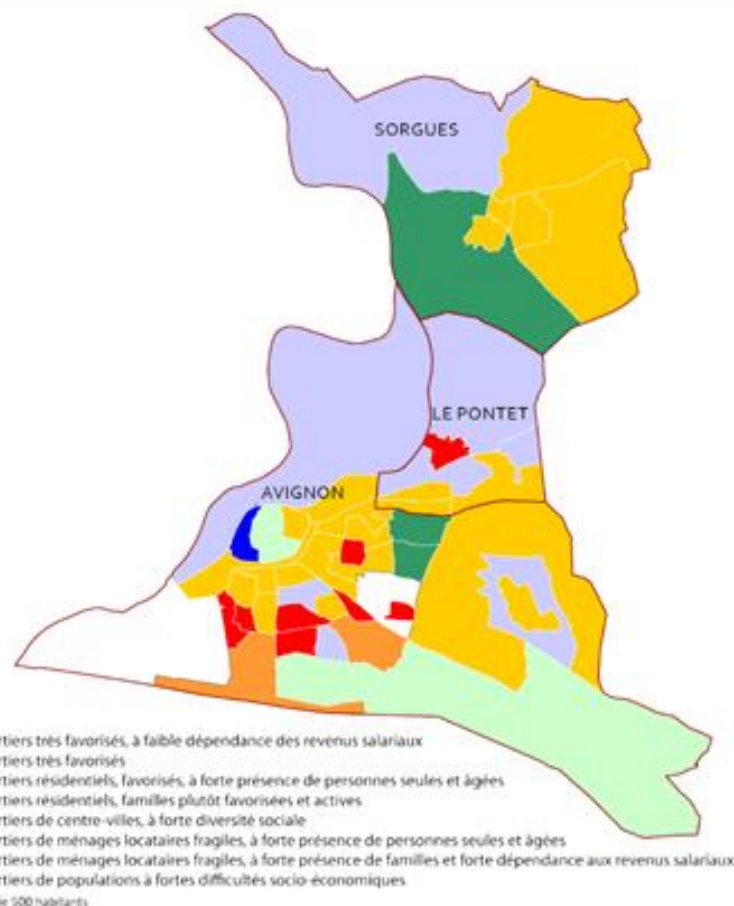 SORGUES
LE PONTET
AVIGNON
rtiers très favorisés, à faible dépendance des revenus salariaux
rtiers très favorisés
rtiers résidentiels, favorisés, à forte présence de personnes seules et âgées
rtiers résidentiels, familles plutôt favorisées et actives
rtiers de centre-villes, à forte diversité sociale
rtiers de ménages locataires fragiles, à forte présence de personnes seules et âgées
rtiers de ménages locataires fragiles, à forte présence de familles et forte dépendance aux revenus salariaux
rtiers de populations à fortes difficultés socio-économiques
de 500 habitants